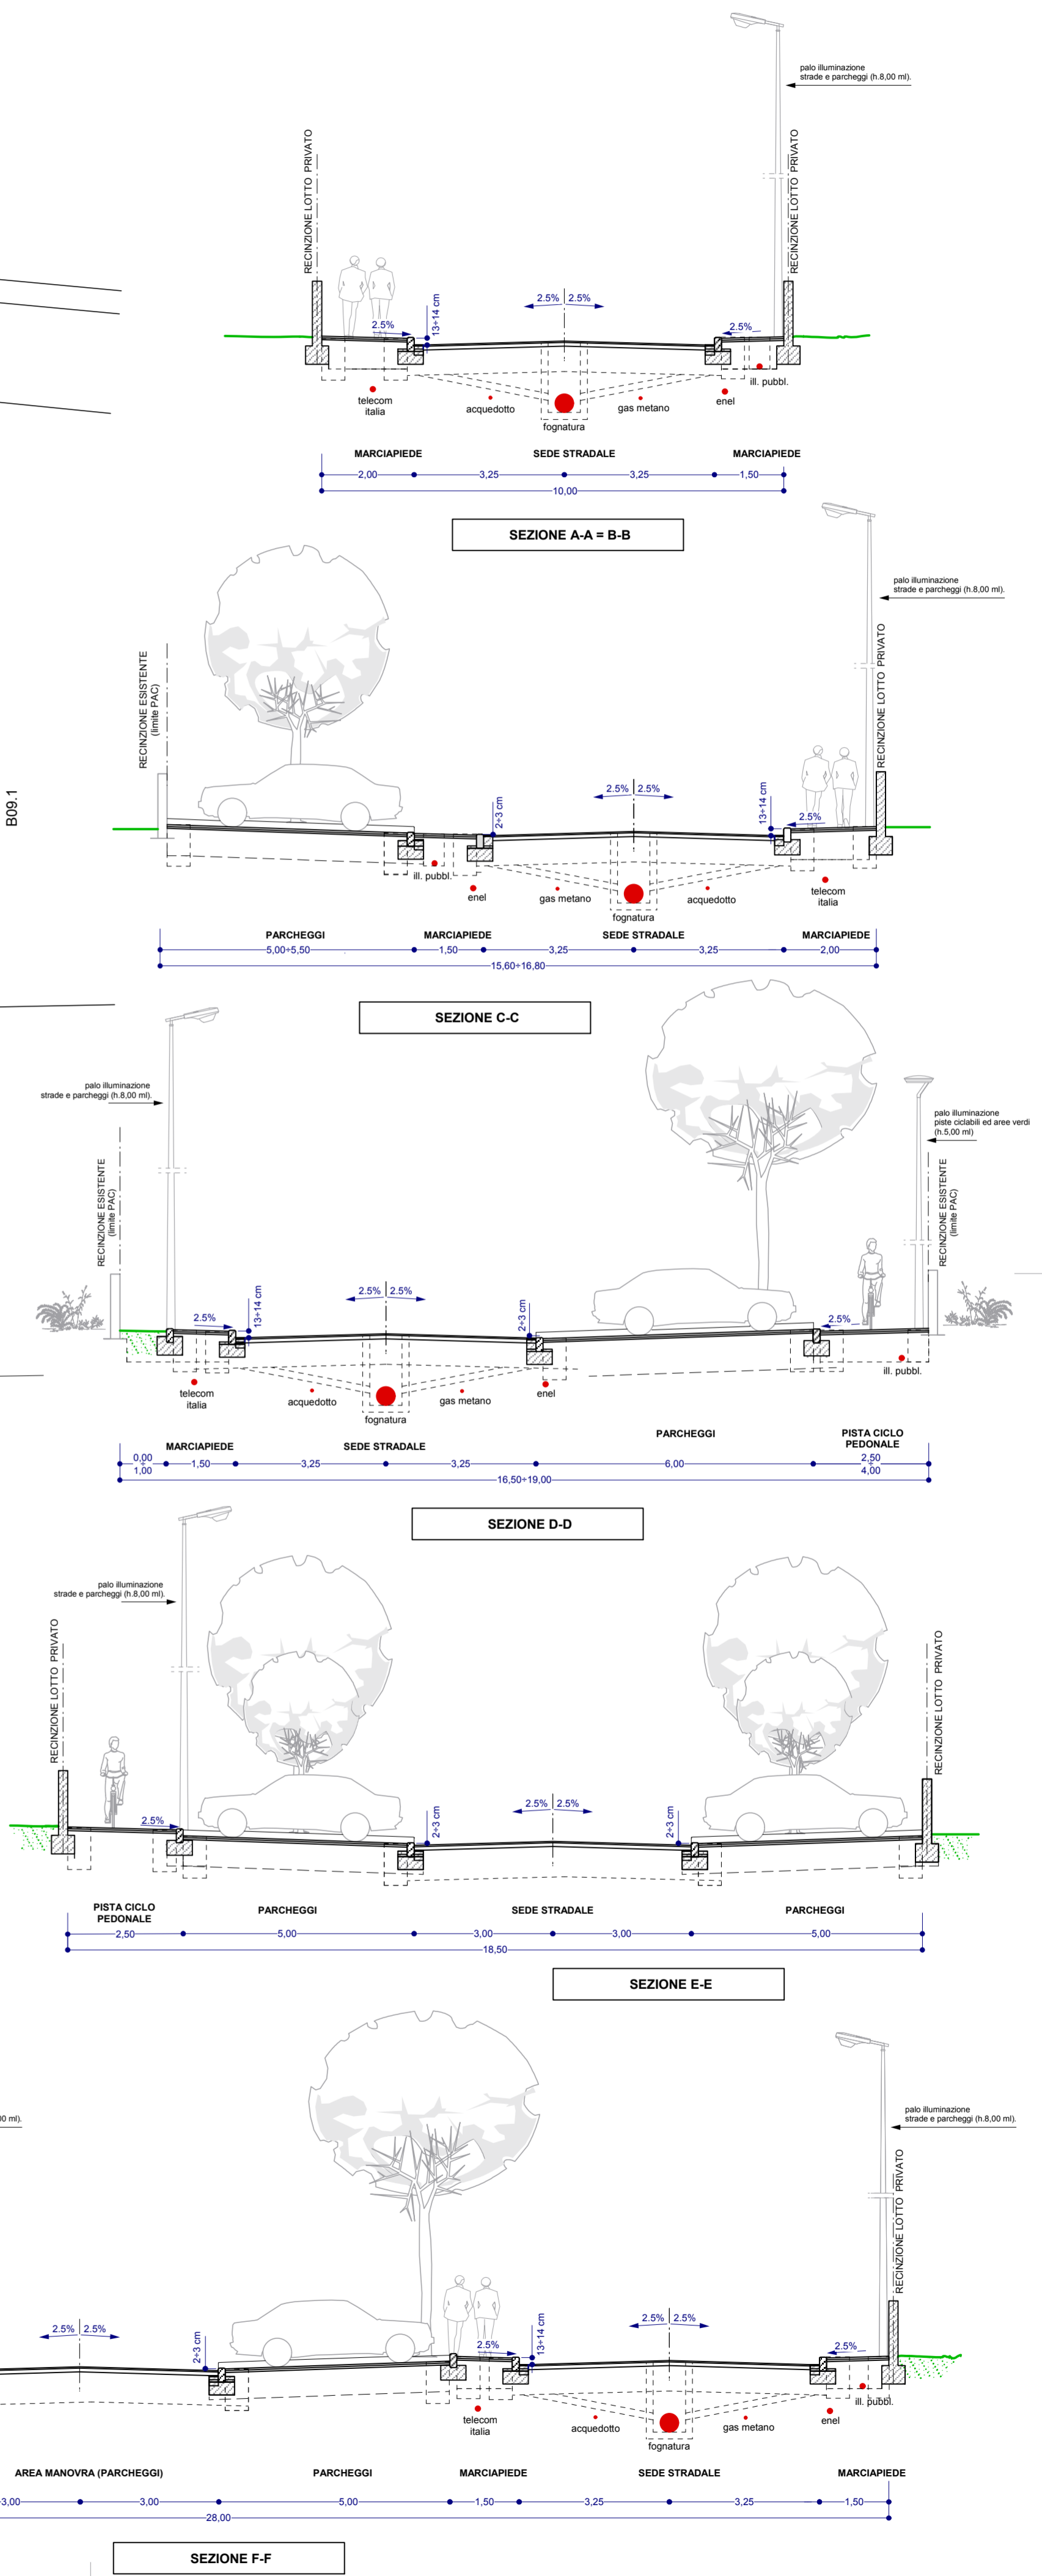 palo illuminazione
strade e parcheggi (h.8,00 ml).
RECINZIONE LOTTO PRIVATO
RECINZIONE LOTTO PRIVATO
2.5%
13÷14 cm
2.5% 2.5%
2.5%
telecom
italia
acquedotto
fognatura
gas metano
enel
ill. pubbl.
MARCIAPIEDE
SEDE STRADALE
MARCIAPIEDE
2,00
3,25
3,25
1,50
10,00
SEZIONE A-A = B-B
palo illuminazione
strade e parcheggi (h.8,00 ml).
RECINZIONE ESISTENTE
(limite PAC)
RECINZIONE LOTTO PRIVATO
B09.1
2÷3 cm
2.5% 2.5%
13÷14 cm
2.5%
ill. pubbl.
enel
gas metano
fognatura
acquedotto
telecom
italia
PARCHEGGI
MARCIAPIEDE
SEDE STRADALE
MARCIAPIEDE
5,00÷5,50
1,50
3,25
3,25
2,00
15,60÷16,80
SEZIONE C-C
palo illuminazione
strade e parcheggi (h.8,00 ml).
palo illuminazione
piste ciclabili ed aree verdi
(h.5,00 ml)
RECINZIONE ESISTENTE
(limite PAC)
RECINZIONE ESISTENTE
(limite PAC)
2.5%
13÷14 cm
2.5% 2.5%
2÷3 cm
2.5%
telecom
italia
acquedotto
fognatura
gas metano
enel
ill. pubbl.
MARCIAPIEDE
SEDE STRADALE
PARCHEGGI
PISTA CICLO
PEDONALE
0,00
÷
1,00
1,50
3,25
3,25
6,00
2,50
÷
4,00
16,50÷19,00
SEZIONE D-D
palo illuminazione
strade e parcheggi (h.8,00 ml).
RECINZIONE LOTTO PRIVATO
RECINZIONE LOTTO PRIVATO
2.5%
2÷3 cm
2.5% 2.5%
2÷3 cm
PISTA CICLO
PEDONALE
PARCHEGGI
SEDE STRADALE
PARCHEGGI
2,50
5,00
3,00
3,00
5,00
18,50
SEZIONE E-E
00 ml).
palo illuminazione
strade e parcheggi (h.8,00 ml).
RECINZIONE LOTTO PRIVATO
2.5% 2.5%
2÷3 cm
2.5%
13÷14 cm
2.5% 2.5%
2.5%
telecom
italia
acquedotto
fognatura
gas metano
enel
ill. pubbl.
AREA MANOVRA (PARCHEGGI)
PARCHEGGI
MARCIAPIEDE
SEDE STRADALE
MARCIAPIEDE
3,00
3,00
5,00
1,50
3,25
3,25
1,50
28,00
SEZIONE F-F